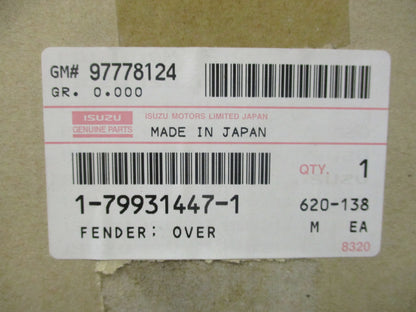 GM# 97778124
GR. 0.000
ISUZU
GENUINE PARTS
ISUZU MOTORS LIMITED JAPAN
MADE IN JAPAN
QTY. 1
1-79931447-1
620-138
FENDER; OVER
M EA
8320